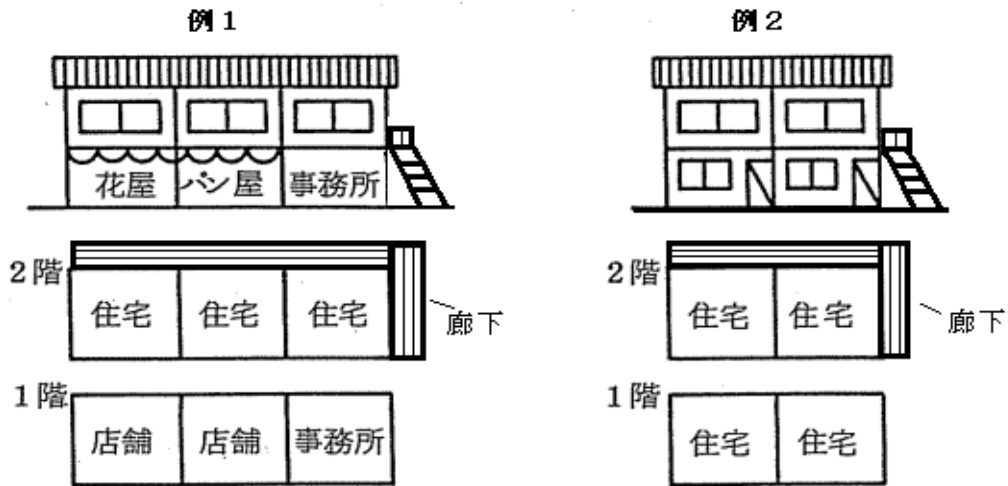 例1
花屋 パン屋 事務所
2階
住宅 住宅 住宅
廊下
1階
店舗 店舗 事務所
例2
2階
住宅 住宅
廊下
1階
住宅 住宅